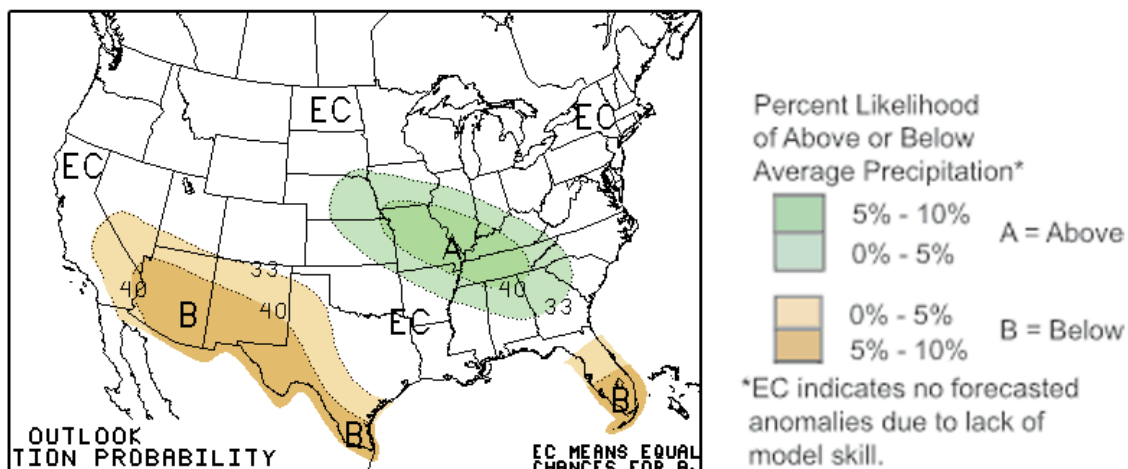 EC
EC
EC
A
33
40
40
B
40
33
EC
B
B
OUTLOOK
TION PROBABILITY
EC MEANS EQUAL
CHANCES FOR A,
Percent Likelihood
of Above or Below
Average Precipitation*
5% - 10%
A = Above
0% - 5%
0% - 5%
B = Below
5% - 10%
*EC indicates no forecasted
anomalies due to lack of
model skill.